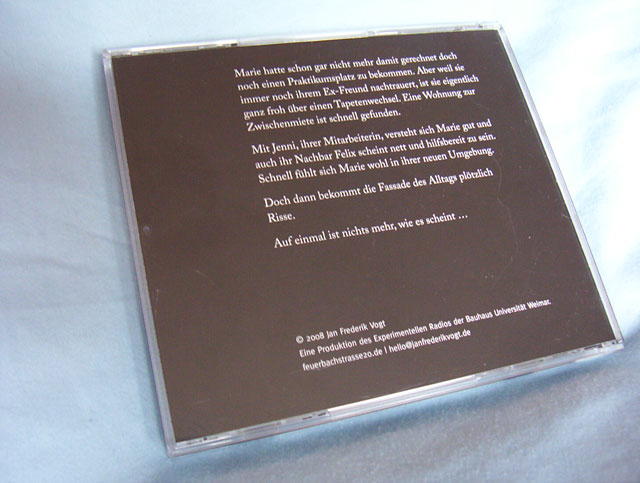 Marie hatte schon gar nicht mehr damit gerechnet doch
noch einen Praktikumsplatz zu bekommen. Aber weil sie
immer noch ihrem Ex-Freund nachtrauert, ist sie eigentlich
ganz froh über einen Tapetenwechsel. Eine Wohnung zur
Zwischenmiete ist schnell gefunden.
Mit Jenni, ihrer Mitarbeiterin, versteht sich Marie gut und
auch ihr Nachbar Felix scheint nett und hilfsbereit zu sein.
Schnell fühlt sich Marie wohl in ihrer neuen Umgebung.
Doch dann bekommt die Fassade des Alltags plötzlich
Risse.
Auf einmal ist nichts mehr, wie es scheint ...
© 2008 Jan Frederik Vogt
Eine Produktion des Experimentellen Radios der Bauhaus Universität Weimar.
feuerbachstrasse20.de | hello@janfrederikvogt.de